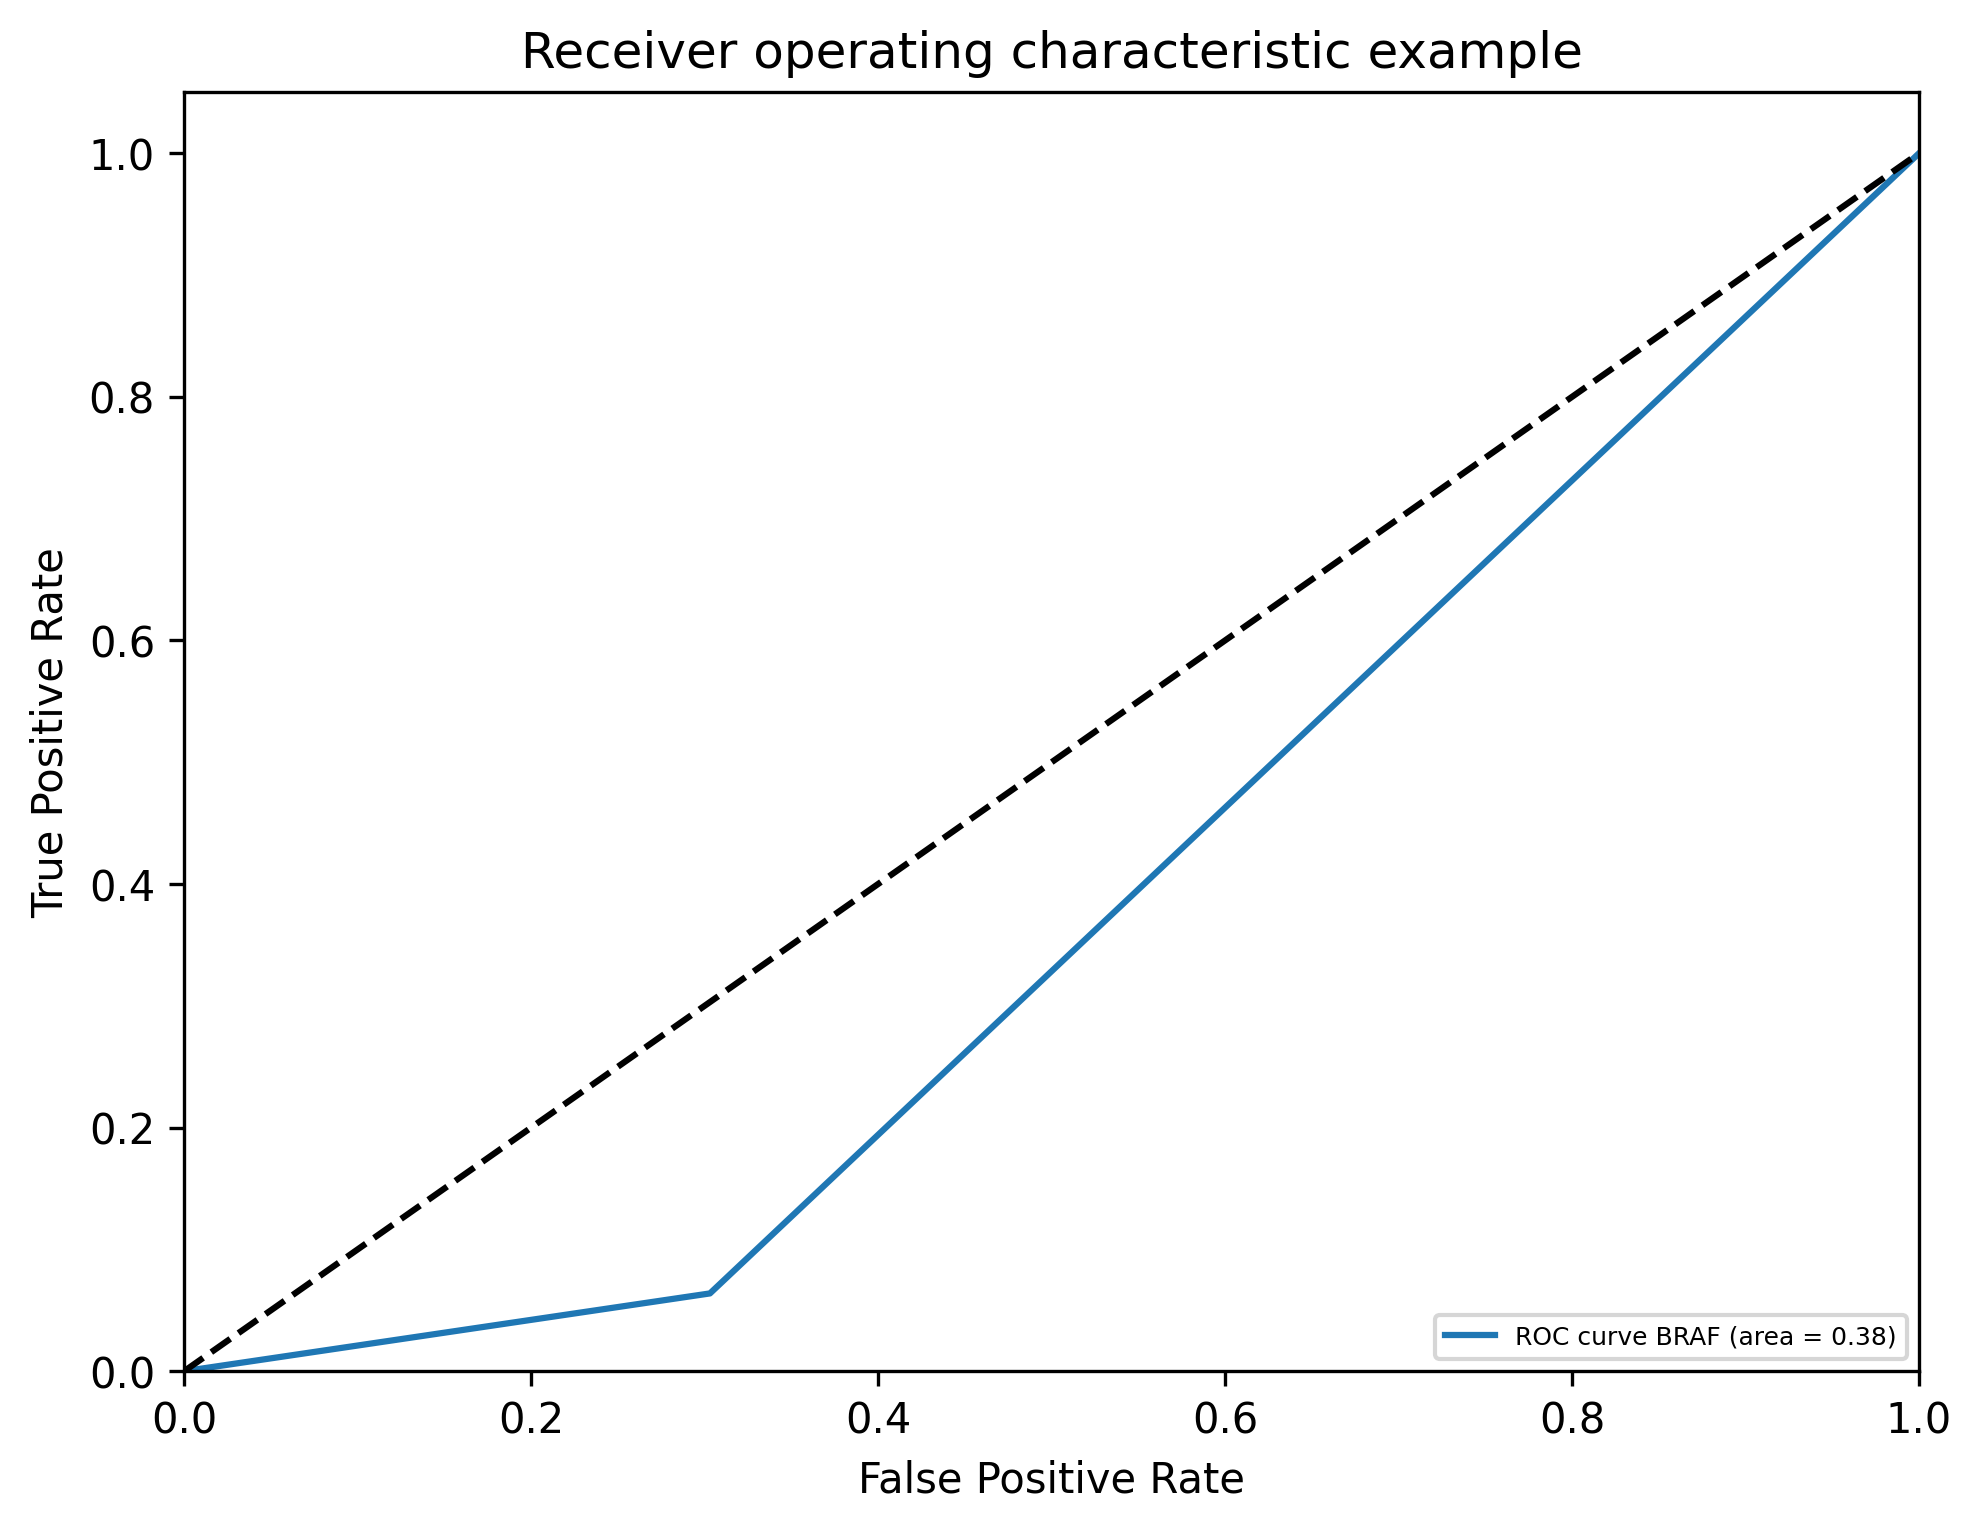 Receiver operating characteristic example
True Positive Rate
1.0
0.8
0.6
0.4
0.2
0.0
ROC curve BRAF (area = 0.38)
0.0 0.2 0.4 0.6 0.8 1.0
False Positive Rate